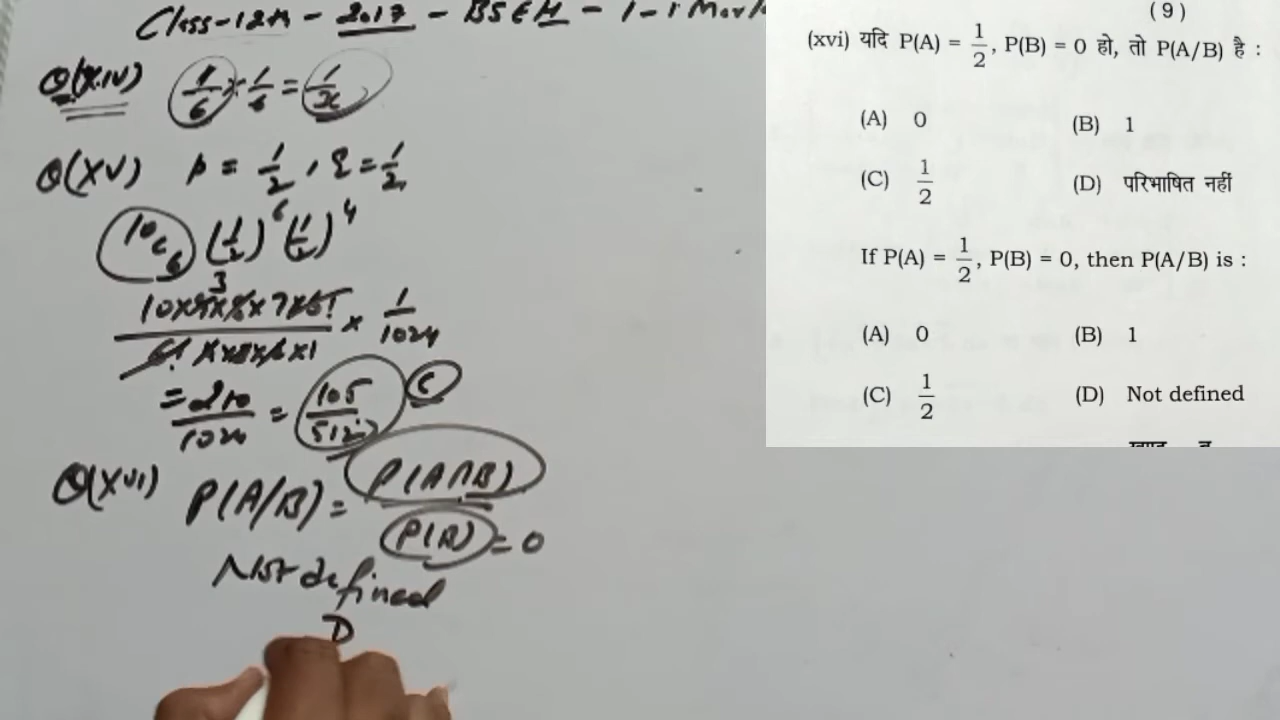 Class-12th - 2017 - BSEH - 1-1 Mark
Q(XIV) 1/6 × 1/6 = 1/x
Q(XV) p = 1/2, q = 1/2
10c6 (1/2)^6 (1/2)^4
3
10×9×8×7×6! / 6! 4×3×2×1 × 1/1024
= 210/1024 = 105/512 C
Q(XVI) P(A/B) = P(A∩B) / P(B) = 0
Not defined
D
(9)
(xvi) यदि P(A) = 1/2, P(B) = 0 हो, तो P(A/B) है :
(A) 0 (B) 1
(C) 1/2 (D) परिभाषित नहीं
If P(A) = 1/2, P(B) = 0, then P(A/B) is :
(A) 0 (B) 1
(C) 1/2 (D) Not defined